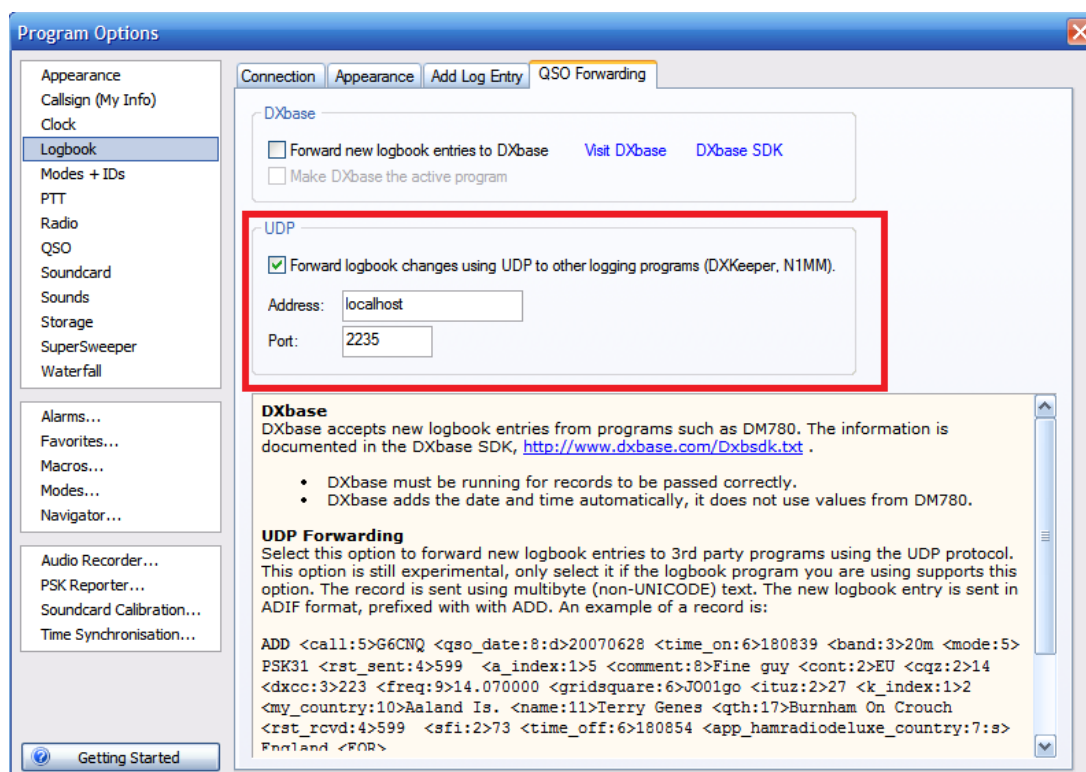 Program Options
Appearance
Callsign (My Info)
Clock
Logbook
Modes + IDs
PTT
Radio
QSO
Soundcard
Sounds
Storage
SuperSweeper
Waterfall
Alarms...
Favorites...
Macros...
Modes...
Navigator...
Audio Recorder...
PSK Reporter...
Soundcard Calibration...
Time Synchronisation...
Getting Started
Connection Appearance Add Log Entry QSO Forwarding
DXbase
Forward new logbook entries to DXbase Visit DXbase DXbase SDK
Make DXbase the active program
UDP
Forward logbook changes using UDP to other logging programs (DXKeeper, N1MM).
Address: localhost
Port: 2235
DXbase
DXbase accepts new logbook entries from programs such as DM780. The information is
documented in the DXbase SDK, http://www.dxbase.com/Dxbsdk.txt .
• DXbase must be running for records to be passed correctly.
• DXbase adds the date and time automatically, it does not use values from DM780.
UDP Forwarding
Select this option to forward new logbook entries to 3rd party programs using the UDP protocol.
This option is still experimental, only select it if the logbook program you are using supports this
option. The record is sent using multibyte (non-UNICODE) text. The new logbook entry is sent in
ADIF format, prefixed with with ADD. An example of a record is:
ADD <call:5>G6CNQ <qso_date:8:d>20070628 <time_on:6>180839 <band:3>20m <mode:5>
PSK31 <rst_sent:4>599 <a_index:1>5 <comment:8>Fine guy <cont:2>EU <cqz:2>14
<dxcc:3>223 <freq:9>14.070000 <gridsquare:6>JO01go <ituz:2>27 <k_index:1>2
<my_country:10>Aaland Is. <name:11>Terry Genes <qth:17>Burnham On Crouch
<rst_rcvd:4>599 <sfi:2>73 <time_off:6>180854 <app_hamradiodeluxe_country:7:s>
England <EOR>